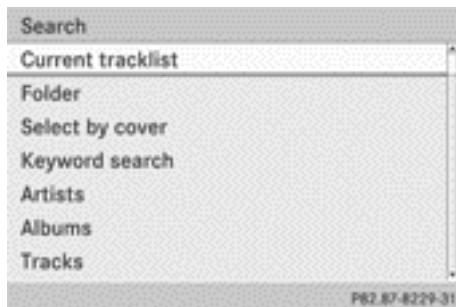 Search
Current tracklist
Folder
Select by cover
Keyword search
Artists
Albums
Tracks
P82.87-8229-31